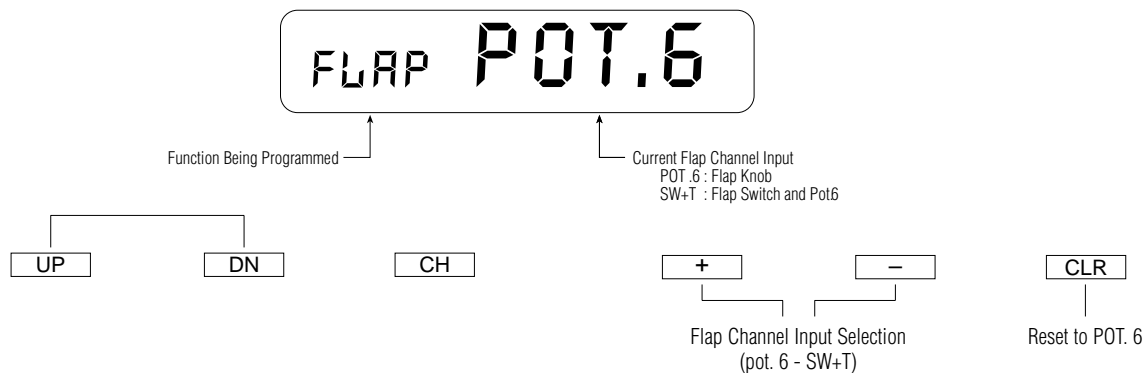 FLAP POT.6
Function Being Programmed
Current Flap Channel Input
POT .6 : Flap Knob
SW+T : Flap Switch and Pot6
UP DN CH + – CLR
Flap Channel Input Selection
(pot. 6 - SW+T)
Reset to POT. 6